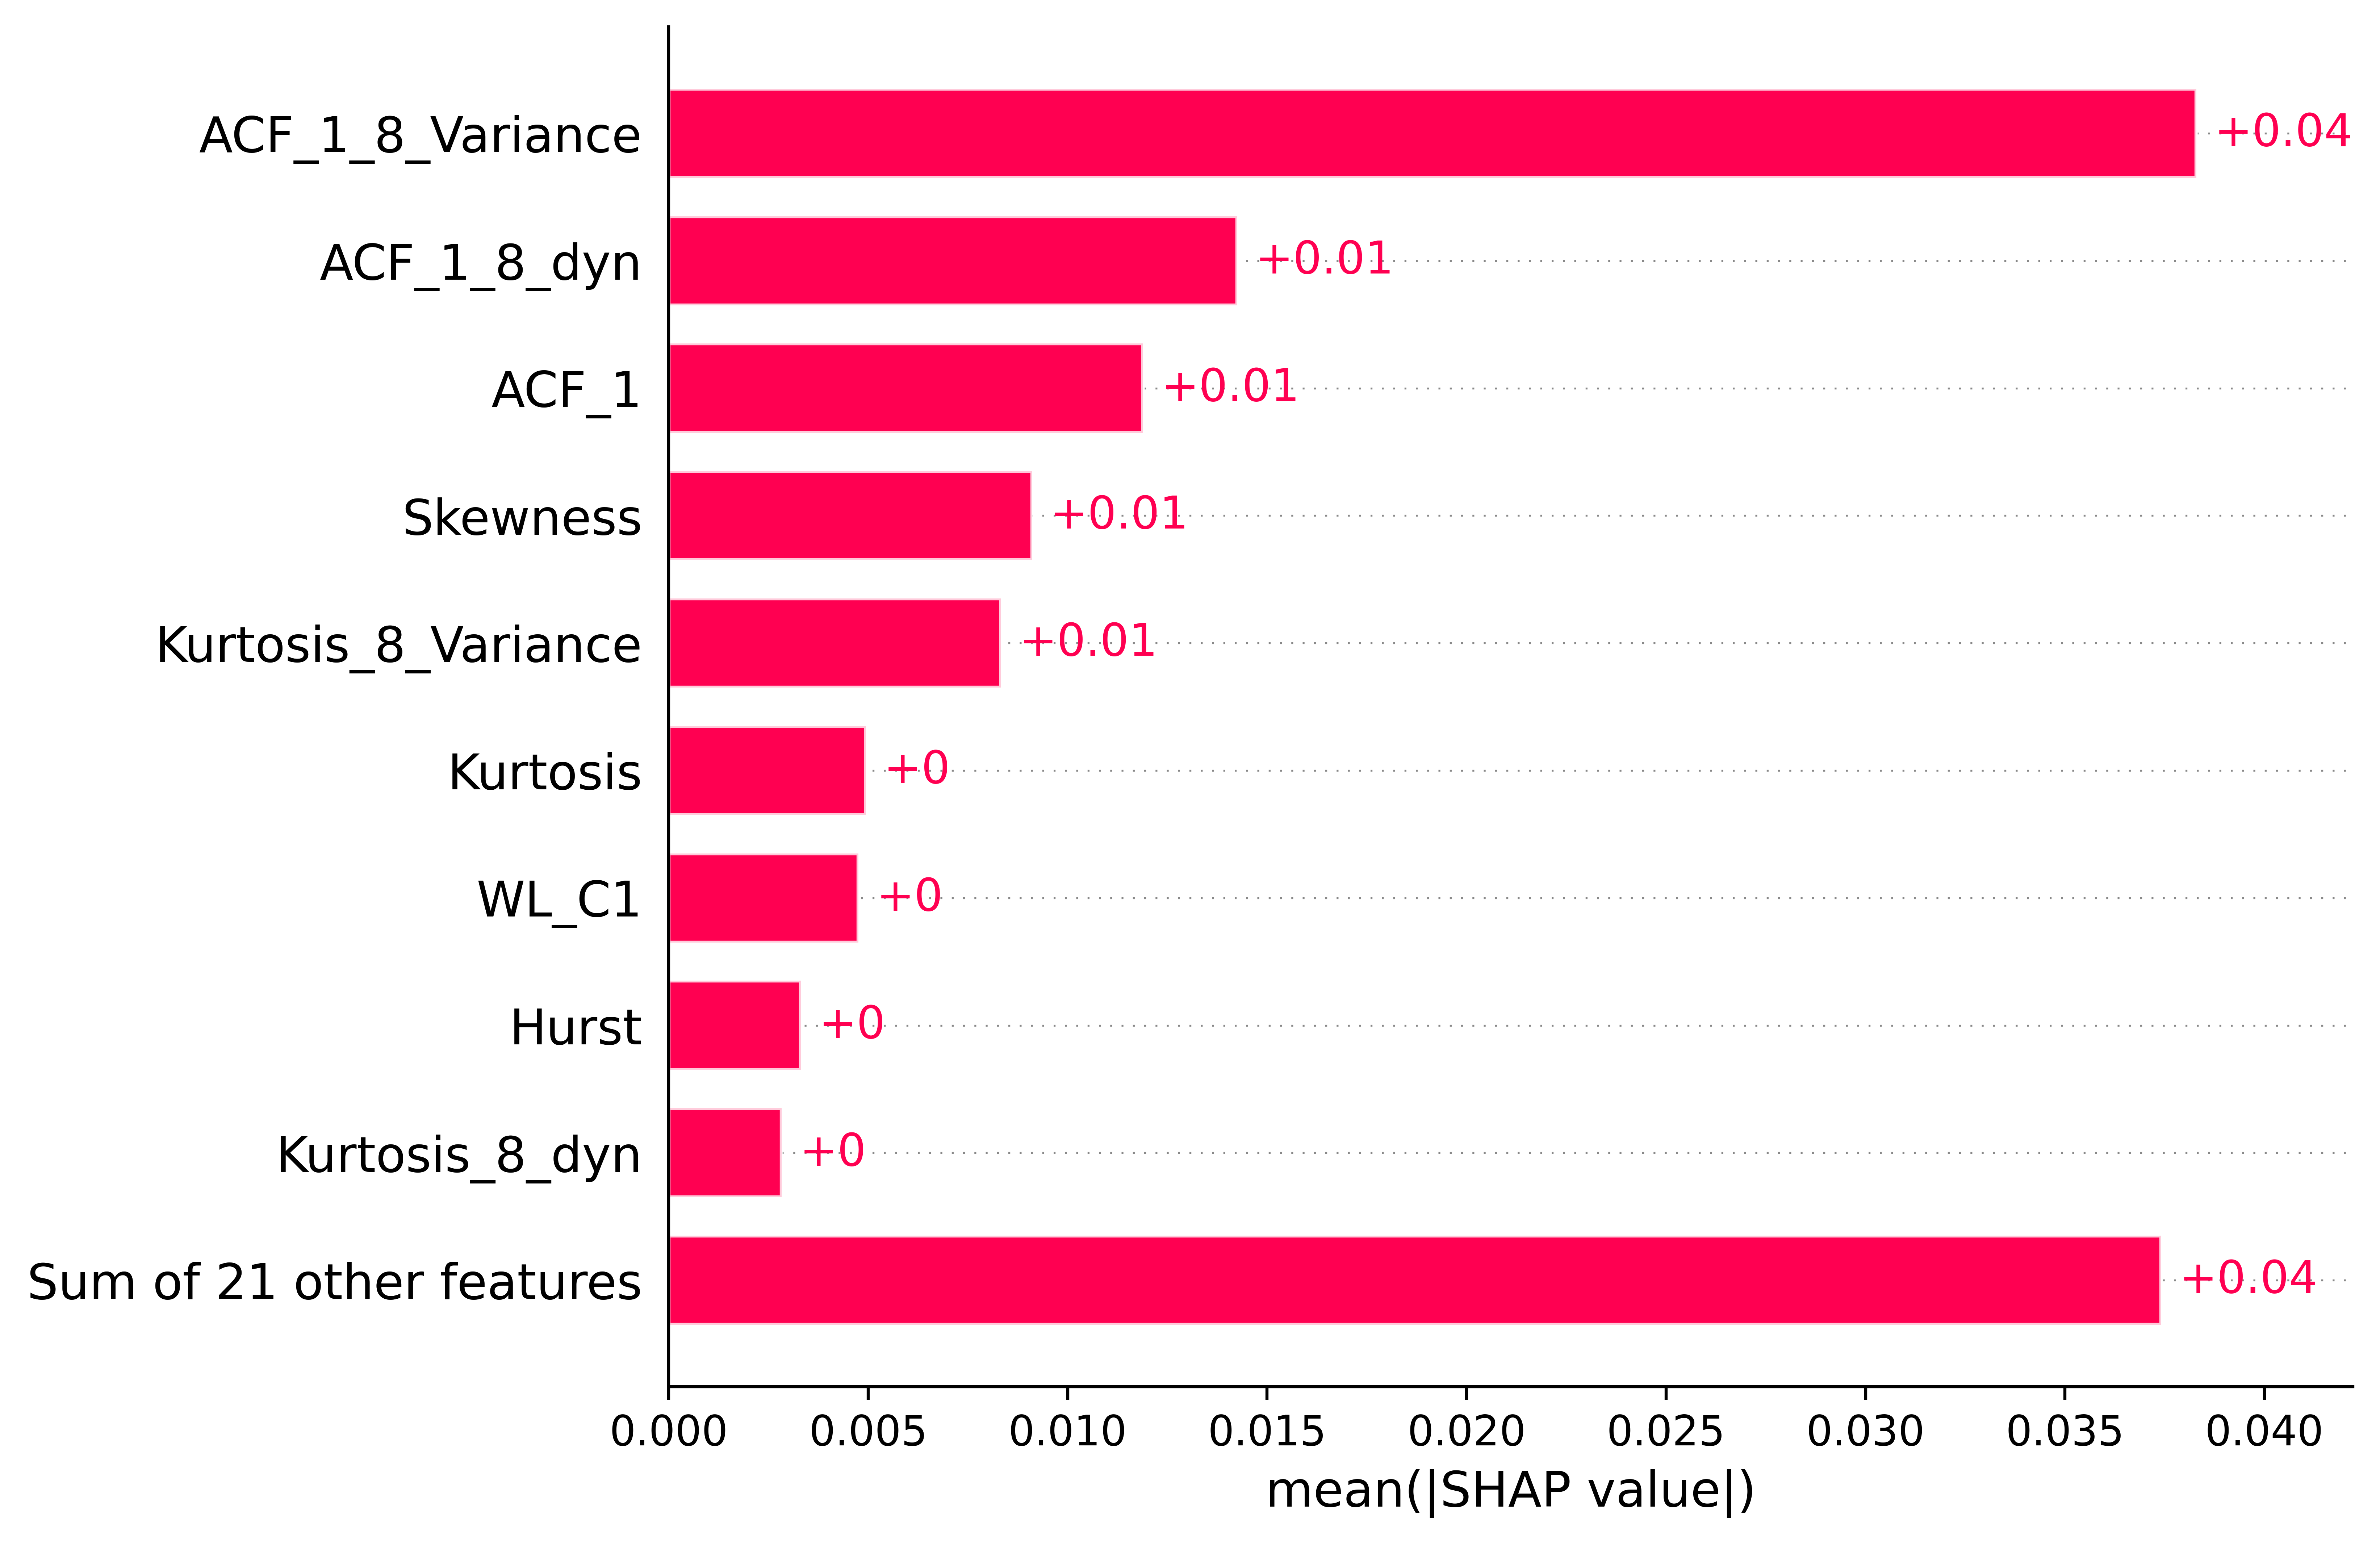 ACF_1_8_Variance +0.04
ACF_1_8_dyn +0.01
ACF_1 +0.01
Skewness +0.01
Kurtosis_8_Variance +0.01
Kurtosis +0
WL_C1 +0
Hurst +0
Kurtosis_8_dyn +0
Sum of 21 other features +0.04
0.000 0.005 0.010 0.015 0.020 0.025 0.030 0.035 0.040
mean(|SHAP value|)